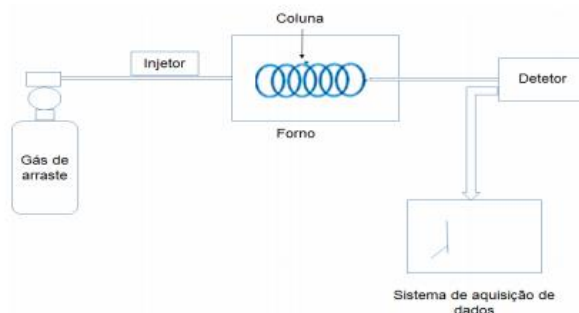 Coluna
Injetor
Detetor
Forno
Gás de
arraste
Sistema de aquisição de
dados